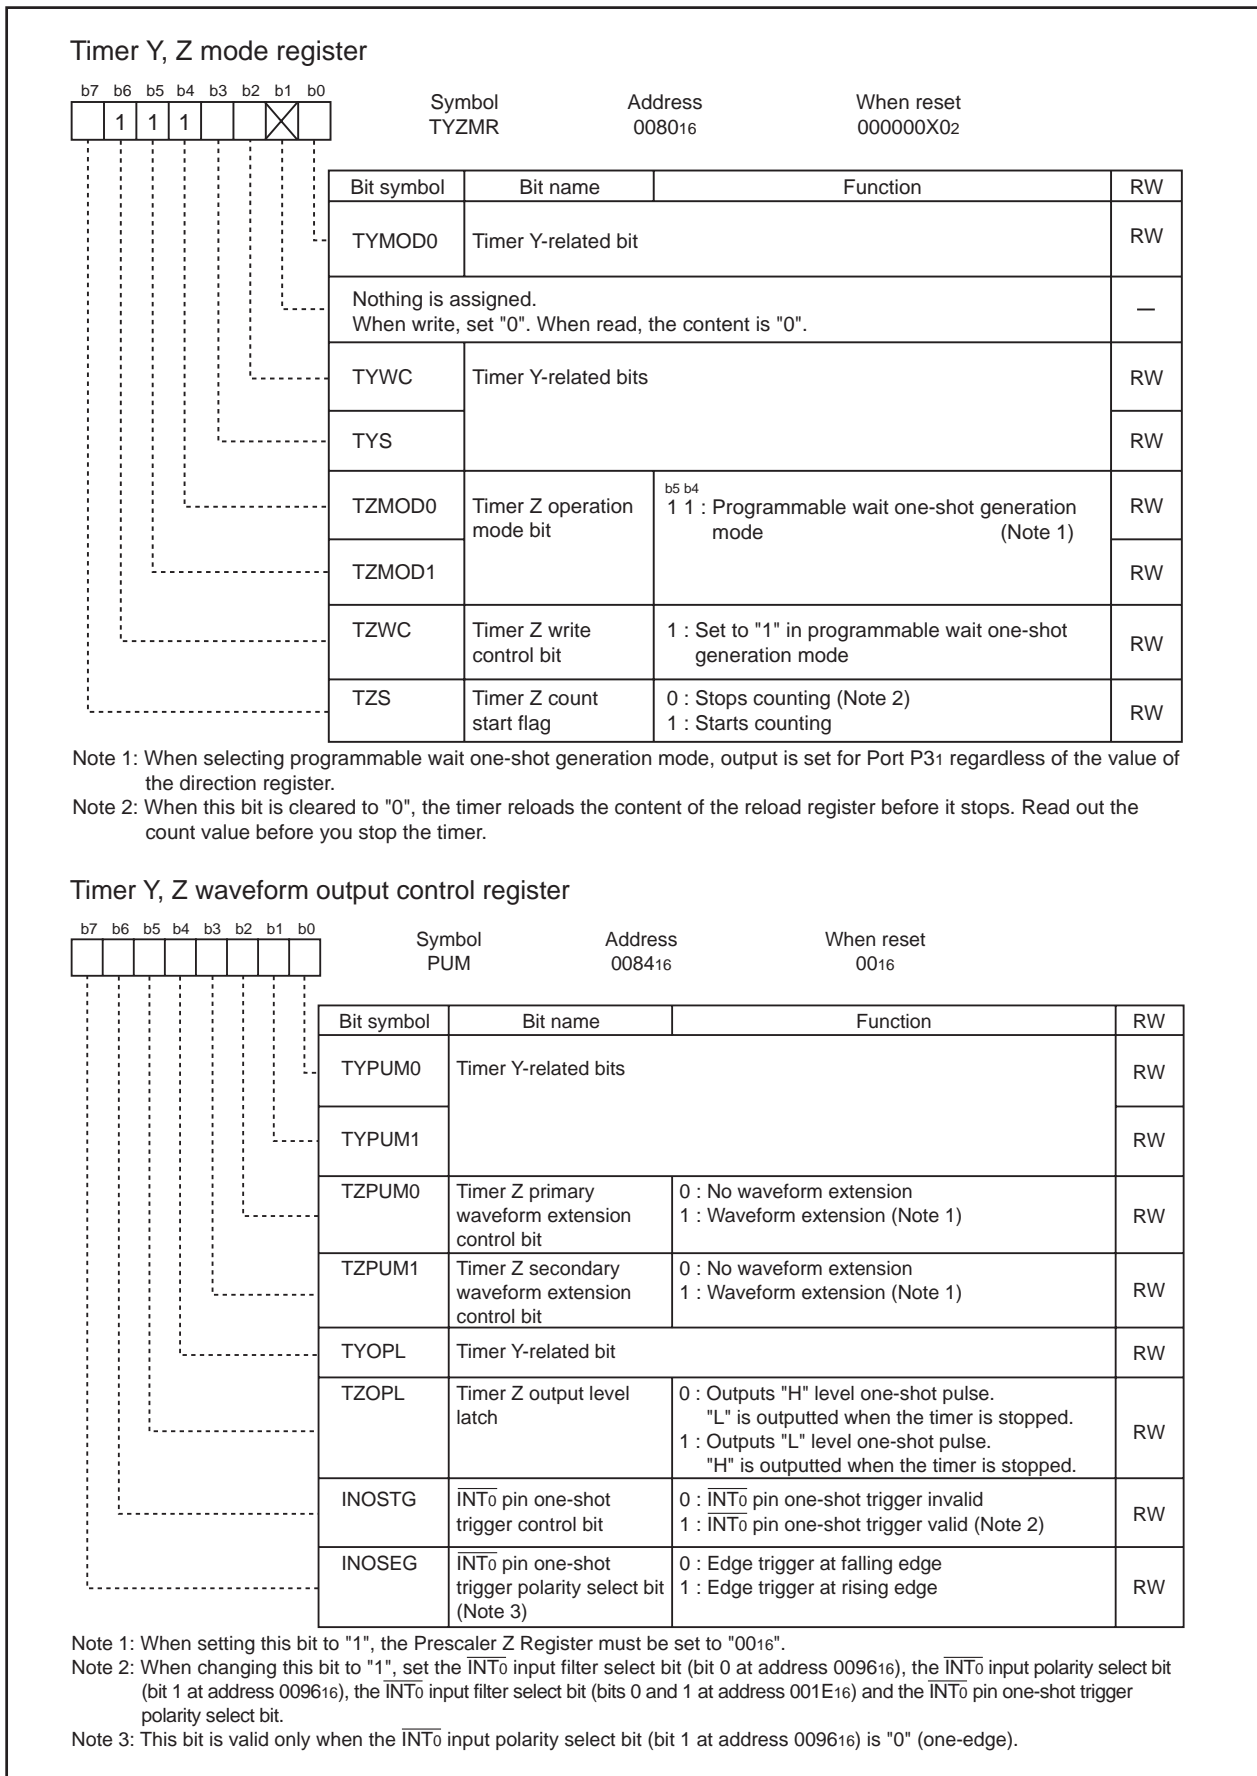 Timer Y, Z mode register
b7 b6 b5 b4 b3 b2 b1 b0
1 1 1
Symbol Address When reset
TYZMR 008016 000000X02
Bit symbol Bit name Function RW
TYMOD0 Timer Y-related bit RW
Nothing is assigned.
When write, set "0". When read, the content is "0". —
TYWC Timer Y-related bits RW
TYS RW
b5 b4
TZMOD0 Timer Z operation 1 1 : Programmable wait one-shot generation RW
mode bit mode (Note 1)
TZMOD1 RW
TZWC Timer Z write 1 : Set to "1" in programmable wait one-shot
control bit generation mode RW
TZS Timer Z count 0 : Stops counting (Note 2)
start flag 1 : Starts counting RW
Note 1: When selecting programmable wait one-shot generation mode, output is set for Port P31 regardless of the value of
the direction register.
Note 2: When this bit is cleared to "0", the timer reloads the content of the reload register before it stops. Read out the
count value before you stop the timer.
Timer Y, Z waveform output control register
b7 b6 b5 b4 b3 b2 b1 b0
Symbol Address When reset
PUM 008416 0016
Bit symbol Bit name Function RW
TYPUM0 Timer Y-related bits RW
TYPUM1 RW
TZPUM0 Timer Z primary 0 : No waveform extension
waveform extension 1 : Waveform extension (Note 1) RW
control bit
TZPUM1 Timer Z secondary 0 : No waveform extension
waveform extension 1 : Waveform extension (Note 1) RW
control bit
TYOPL Timer Y-related bit RW
TZOPL Timer Z output level 0 : Outputs "H" level one-shot pulse.
latch "L" is outputted when the timer is stopped.
1 : Outputs "L" level one-shot pulse. RW
"H" is outputted when the timer is stopped.
INOSTG INT0 pin one-shot 0 : INT0 pin one-shot trigger invalid
trigger control bit 1 : INT0 pin one-shot trigger valid (Note 2) RW
INOSEG INT0 pin one-shot 0 : Edge trigger at falling edge
trigger polarity select bit 1 : Edge trigger at rising edge RW
(Note 3)
Note 1: When setting this bit to "1", the Prescaler Z Register must be set to "0016".
Note 2: When changing this bit to "1", set the INT0 input filter select bit (bit 0 at address 009616), the INT0 input polarity select bit
(bit 1 at address 009616), the INT0 input filter select bit (bits 0 and 1 at address 001E16) and the INT0 pin one-shot trigger
polarity select bit.
Note 3: This bit is valid only when the INT0 input polarity select bit (bit 1 at address 009616) is "0" (one-edge).